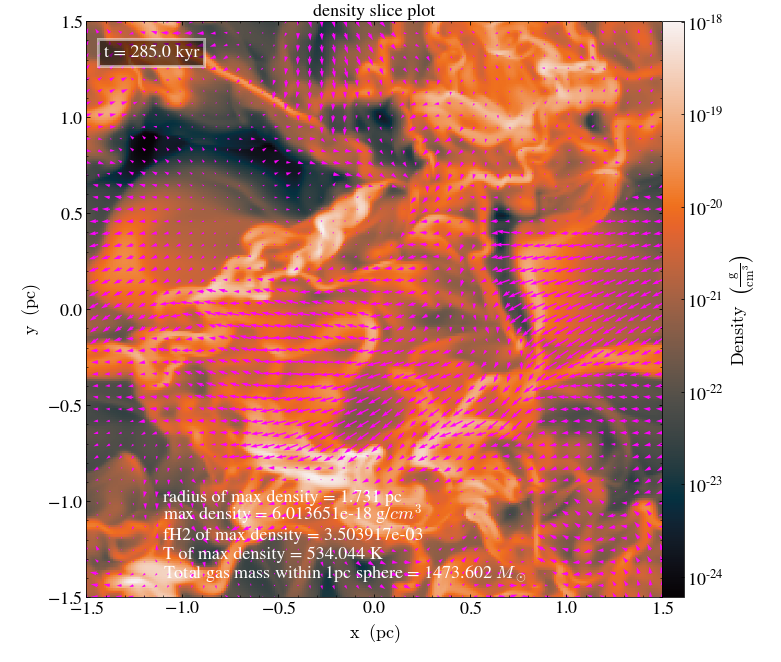 density slice plot
t = 285.0 kyr
1.5
1.0
0.5
0.0
−0.5
−1.0
−1.5
y (pc)
radius of max density = 1.731 pc
max density = 6.013651e-18 g/cm³
fH2 of max density = 3.503917e-03
T of max density = 534.044 K
Total gas mass within 1pc sphere = 1473.602 M⊙
−1.5 −1.0 −0.5 0.0 0.5 1.0 1.5
x (pc)
10⁻¹⁸
10⁻¹⁹
10⁻²⁰
10⁻²¹
10⁻²²
10⁻²³
10⁻²⁴
Density (g/cm³)